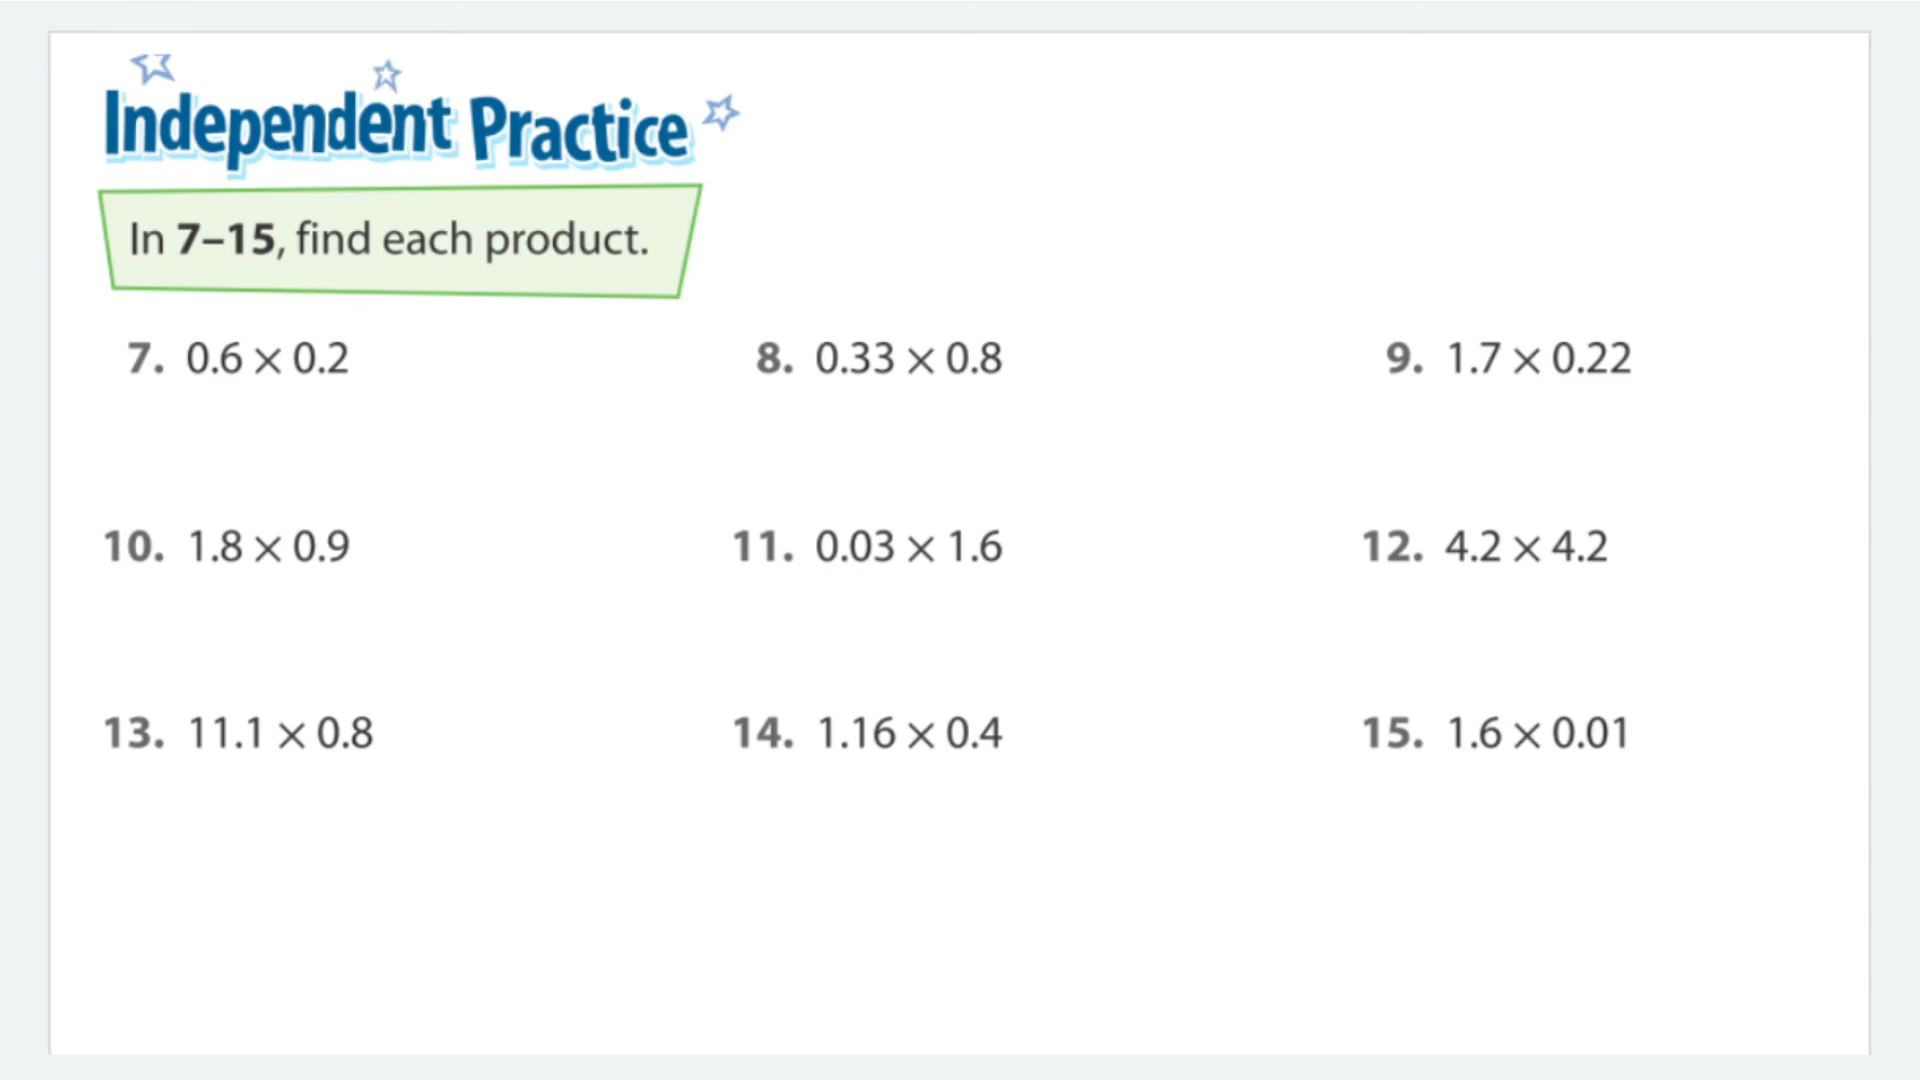 Independent Practice
In 7–15, find each product.
7. 0.6 × 0.2
8. 0.33 × 0.8
9. 1.7 × 0.22
10. 1.8 × 0.9
11. 0.03 × 1.6
12. 4.2 × 4.2
13. 11.1 × 0.8
14. 1.16 × 0.4
15. 1.6 × 0.01